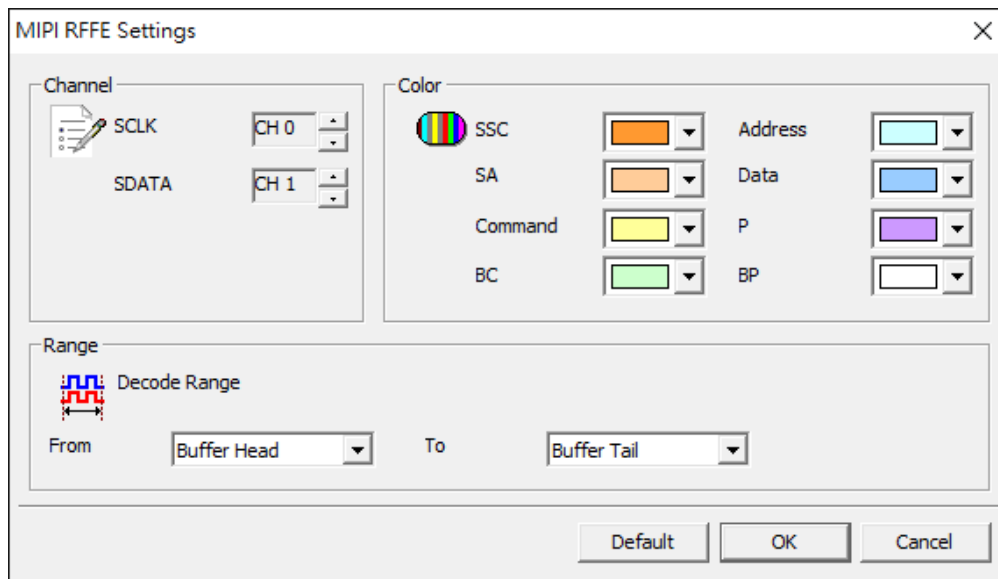 MIPI RFFE Settings
Channel
SCLK
CH 0
SDATA
CH 1
Color
SSC
Address
SA
Data
Command
P
BC
BP
Range
Decode Range
From
Buffer Head
To
Buffer Tail
Default
OK
Cancel